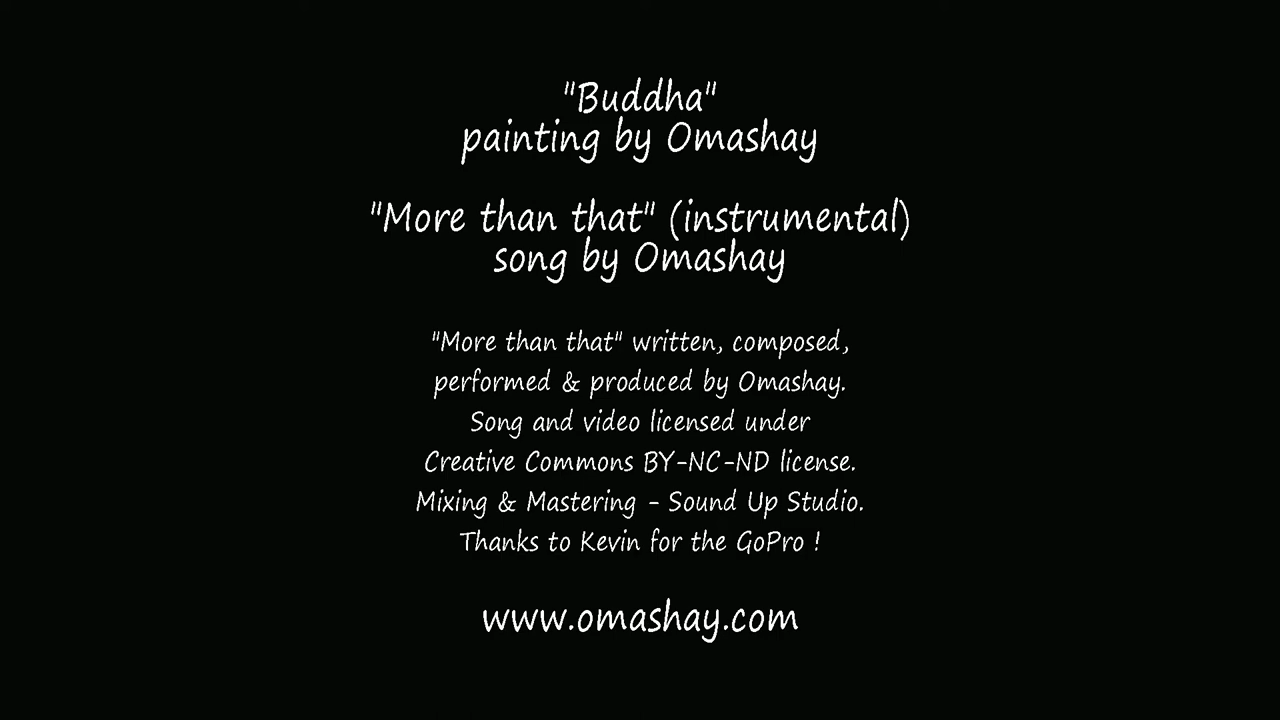 "Buddha"
painting by Omashay
"More than that" (instrumental)
song by Omashay
"More than that" written, composed,
performed & produced by Omashay.
Song and video licensed under
Creative Commons BY-NC-ND license.
Mixing & Mastering - Sound Up Studio.
Thanks to Kevin for the GoPro !
www.omashay.com